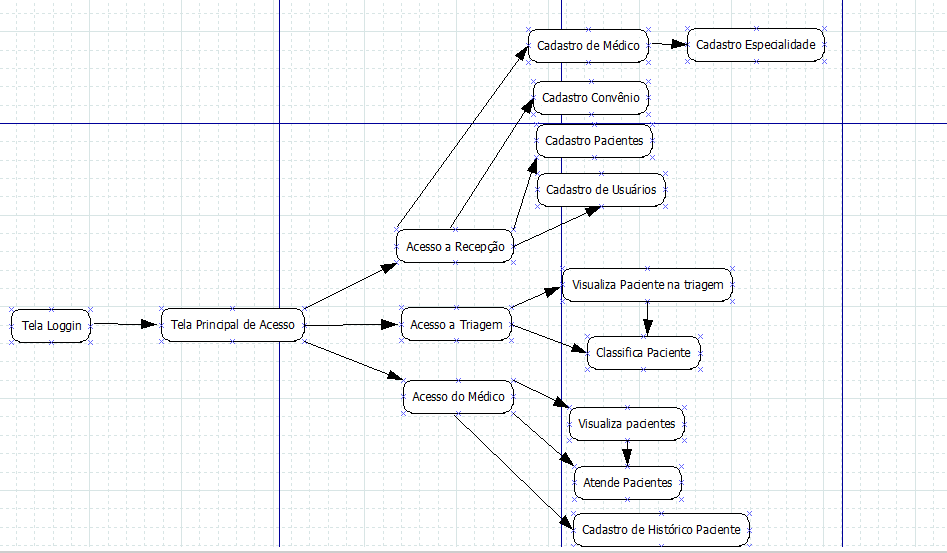 Cadastro de Médico
Cadastro Especialidade
Cadastro Convênio
Cadastro Pacientes
Cadastro de Usuários
Acesso a Recepção
Visualiza Paciente na triagem
Tela Loggin
Tela Principal de Acesso
Acesso a Triagem
Classifica Paciente
Acesso do Médico
Visualiza pacientes
Atende Pacientes
Cadastro de Histórico Paciente